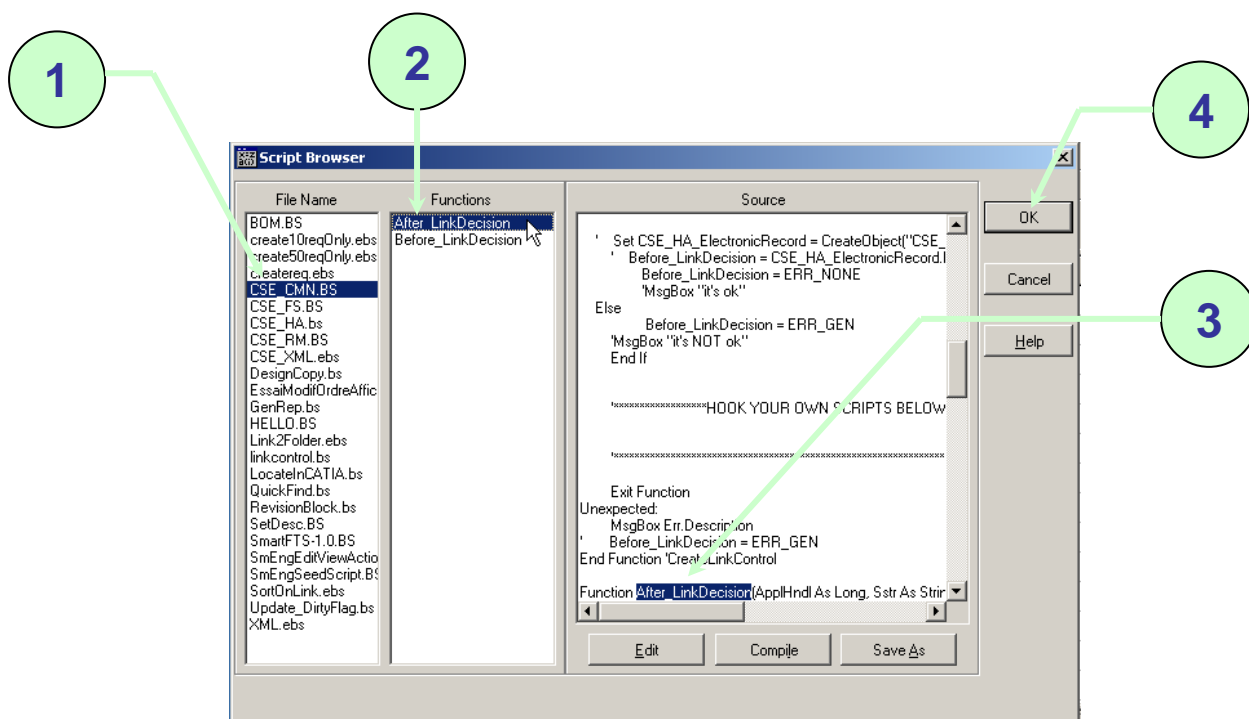 1
2
4
3
Script Browser
File Name
BOM.BS
create10reqOnly.ebs
create50reqOnly.ebs
createreq.ebs
CSE_CMN.BS
CSE_FS.BS
CSE_HA.bs
CSE_RM.BS
CSE_XML.ebs
DesignCopy.bs
EssaiModifOrdreAffic
GenRep.bs
HELLO.BS
Link2Folder.ebs
linkcontrol.bs
LocateInCATIA.bs
QuickFind.bs
RevisionBlock.bs
SetDesc.BS
SmartFTS-1.0.BS
SmEngEditViewActio
SmEngSeedScript.BS
SortOnLink.ebs
Update_DirtyFlag.bs
XML.ebs
Functions
After_LinkDecision
Before_LinkDecision
Source
' Set CSE_HA_ElectronicRecord = CreateObject("CSE_
' Before_LinkDecision = CSE_HA_ElectronicRecord.
Before_LinkDecision = ERR_NONE
'MsgBox "it's ok"
Else
Before_LinkDecision = ERR_GEN
'MsgBox "it's NOT ok"
End If
HOOK YOUR OWN SCRIPTS BELOW
Exit Function
Unexpected:
MsgBox Err.Description
' Before_LinkDecision = ERR_GEN
End Function 'CreateLinkControl
Function After_LinkDecision(ApplHndl As Long, Sstr As Strin
Edit
Compile
Save As
OK
Cancel
Help